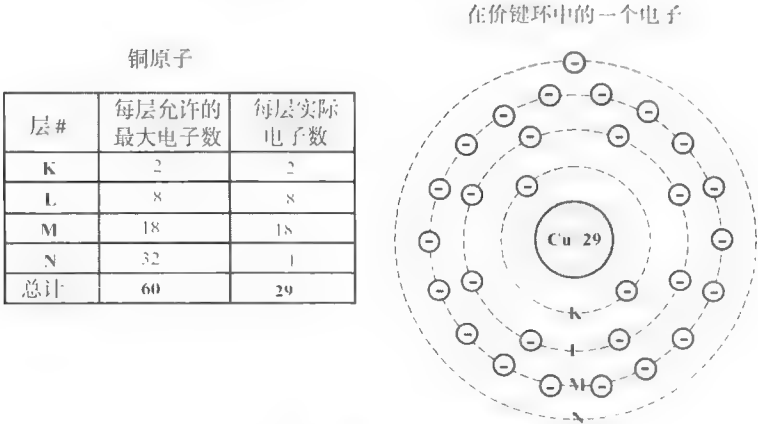 在价键环中的一个电子
铜原子
层# 每层允许的最大电子数 每层实际电子数
K 2 2
L 8 8
M 18 18
N 32 1
总计 60 29
Cu 29
K
L
M
N